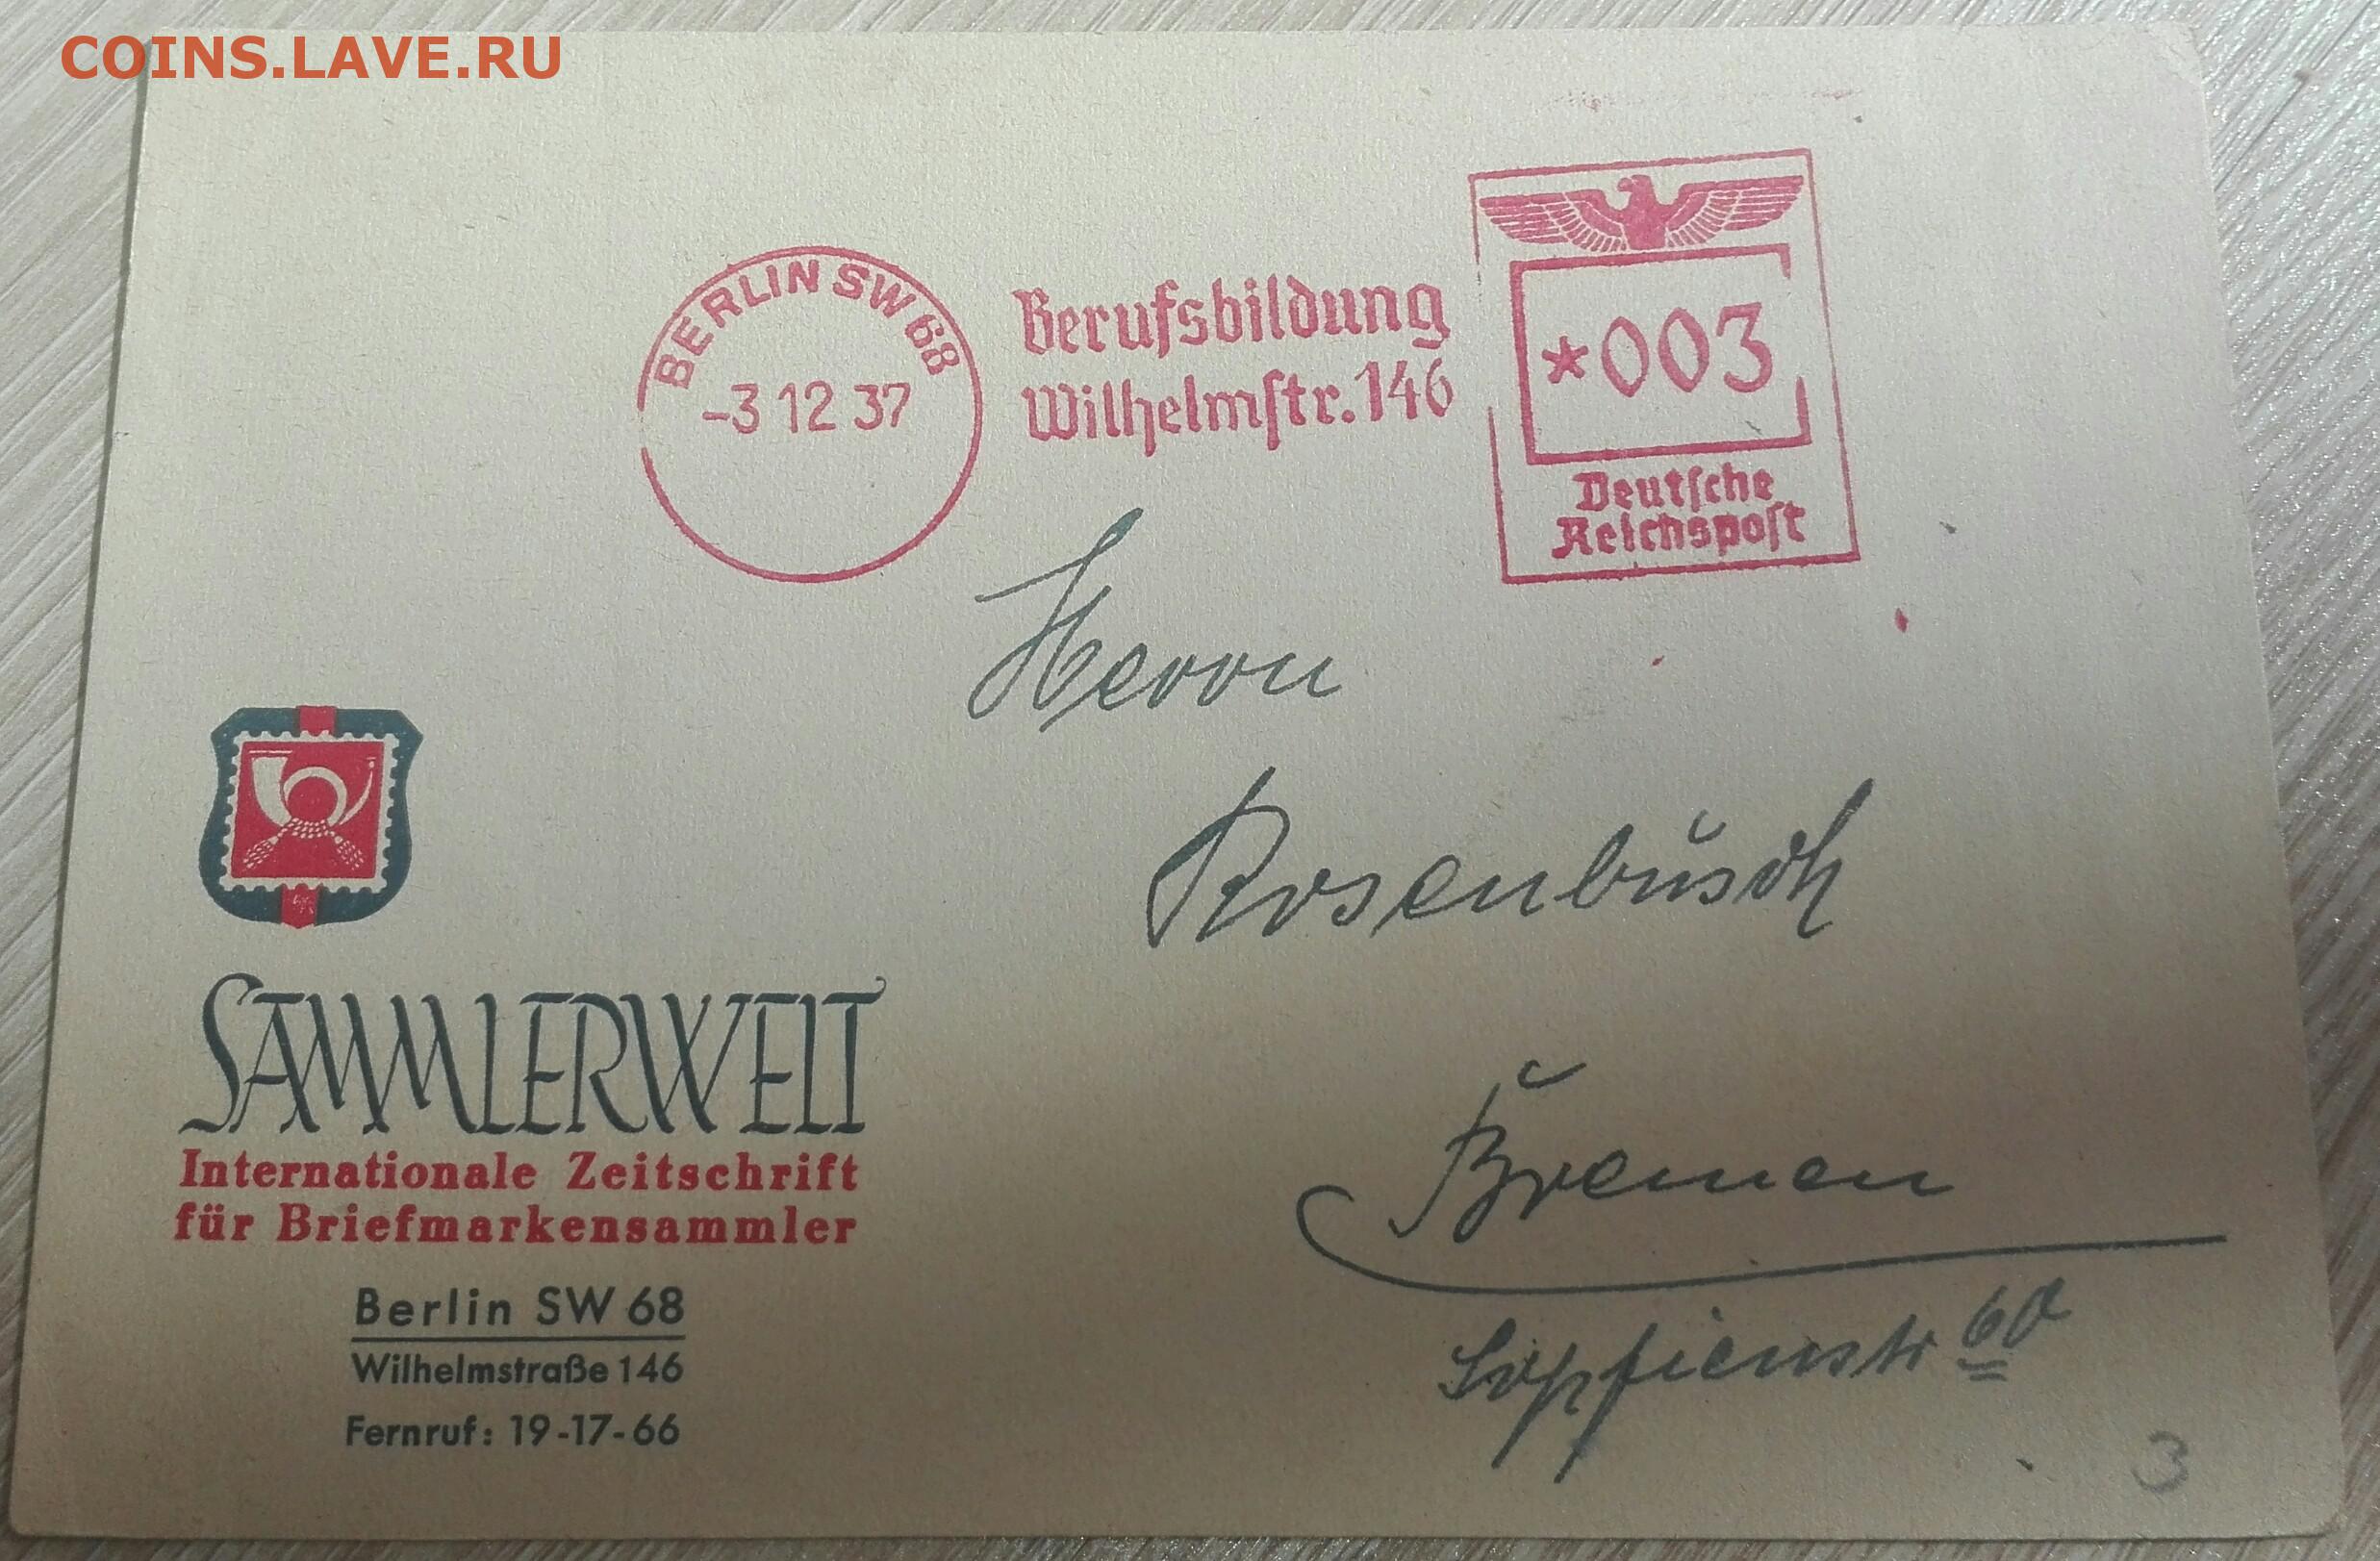 COINS.LAVE.RU
BERLIN SW 68
-3 12 37
Berufsbildung
Wilhelmstr. 146
*003
Deutsche
Reichspost
Herrn
Rosenbusch
Bremen
60
3
SAMMLERWELT
Internationale Zeitschrift
für Briefmarkensammler
Berlin SW 68
Wilhelmstraße 146
Fernruf: 19-17-66